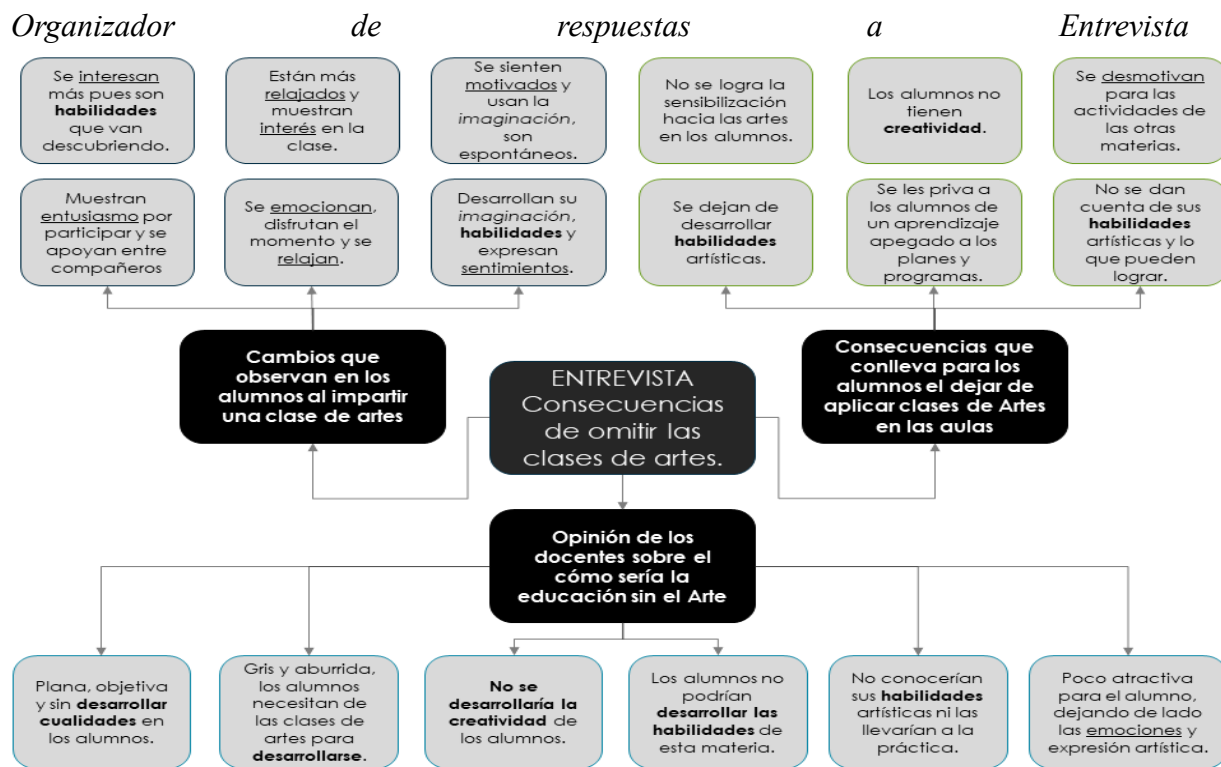 Organizador de respuestas a Entrevista
Se interesan
más pues son
habilidades
que van
descubriendo.
Están más
relajados y
muestran
interés en la
clase.
Se sienten
motivados y
usan la
imaginación,
son
espontáneos.
No se logra la
sensibilización
hacia las artes
en los alumnos.
Los alumnos no
tienen
creatividad.
Se desmotivan
para las
actividades de
las otras
materias.
Muestran
entusiasmo por
participar y se
apoyan entre
compañeros
Se emocionan,
disfrutan el
momento y se
relajan.
Desarrollan su
imaginación,
habilidades y
expresan
sentimientos.
Se dejan de
desarrollar
habilidades
artísticas.
Se les priva a
los alumnos de
un aprendizaje
apegado a los
planes y
programas.
No se dan
cuenta de sus
habilidades
artísticas y lo
que pueden
lograr.
Cambios que
observan en los
alumnos al impartir
una clase de artes
ENTREVISTA
Consecuencias
de omitir las
clases de artes.
Consecuencias que
conlleva para los
alumnos el dejar de
aplicar clases de Artes
en las aulas
Opinión de los
docentes sobre el
cómo sería la
educación sin el Arte
Plana, objetiva
y sin desarrollar
cualidades en
los alumnos.
Gris y aburrida,
los alumnos
necesitan de
las clases de
artes para
desarrollarse.
No se
desarrollaría la
creatividad de
los alumnos.
Los alumnos no
podrían
desarrollar las
habilidades de
esta materia.
No conocerían
sus habilidades
artísticas ni las
llevarían a la
práctica.
Poco atractiva
para el alumno,
dejando de lado
las emociones y
expresión artística.